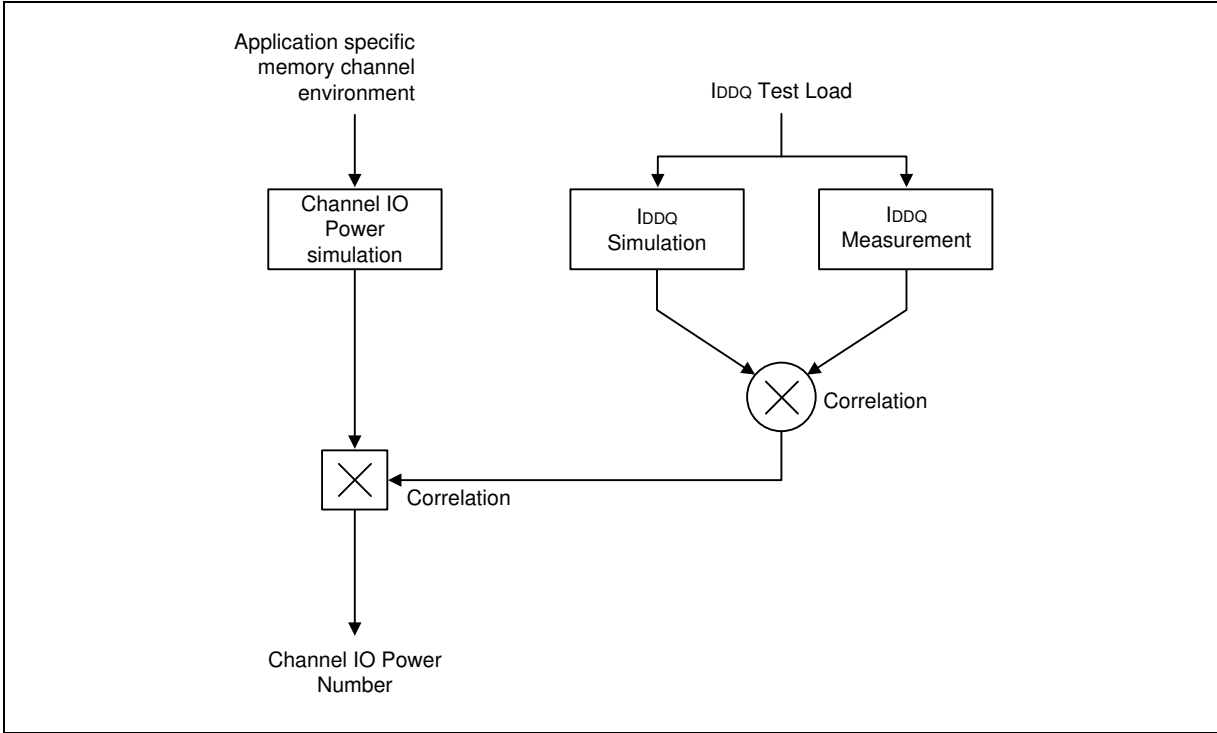 Application specific
memory channel
environment
IDDQ Test Load
Channel IO
Power
simulation
IDDQ
Simulation
IDDQ
Measurement
Correlation
Correlation
Channel IO Power
Number